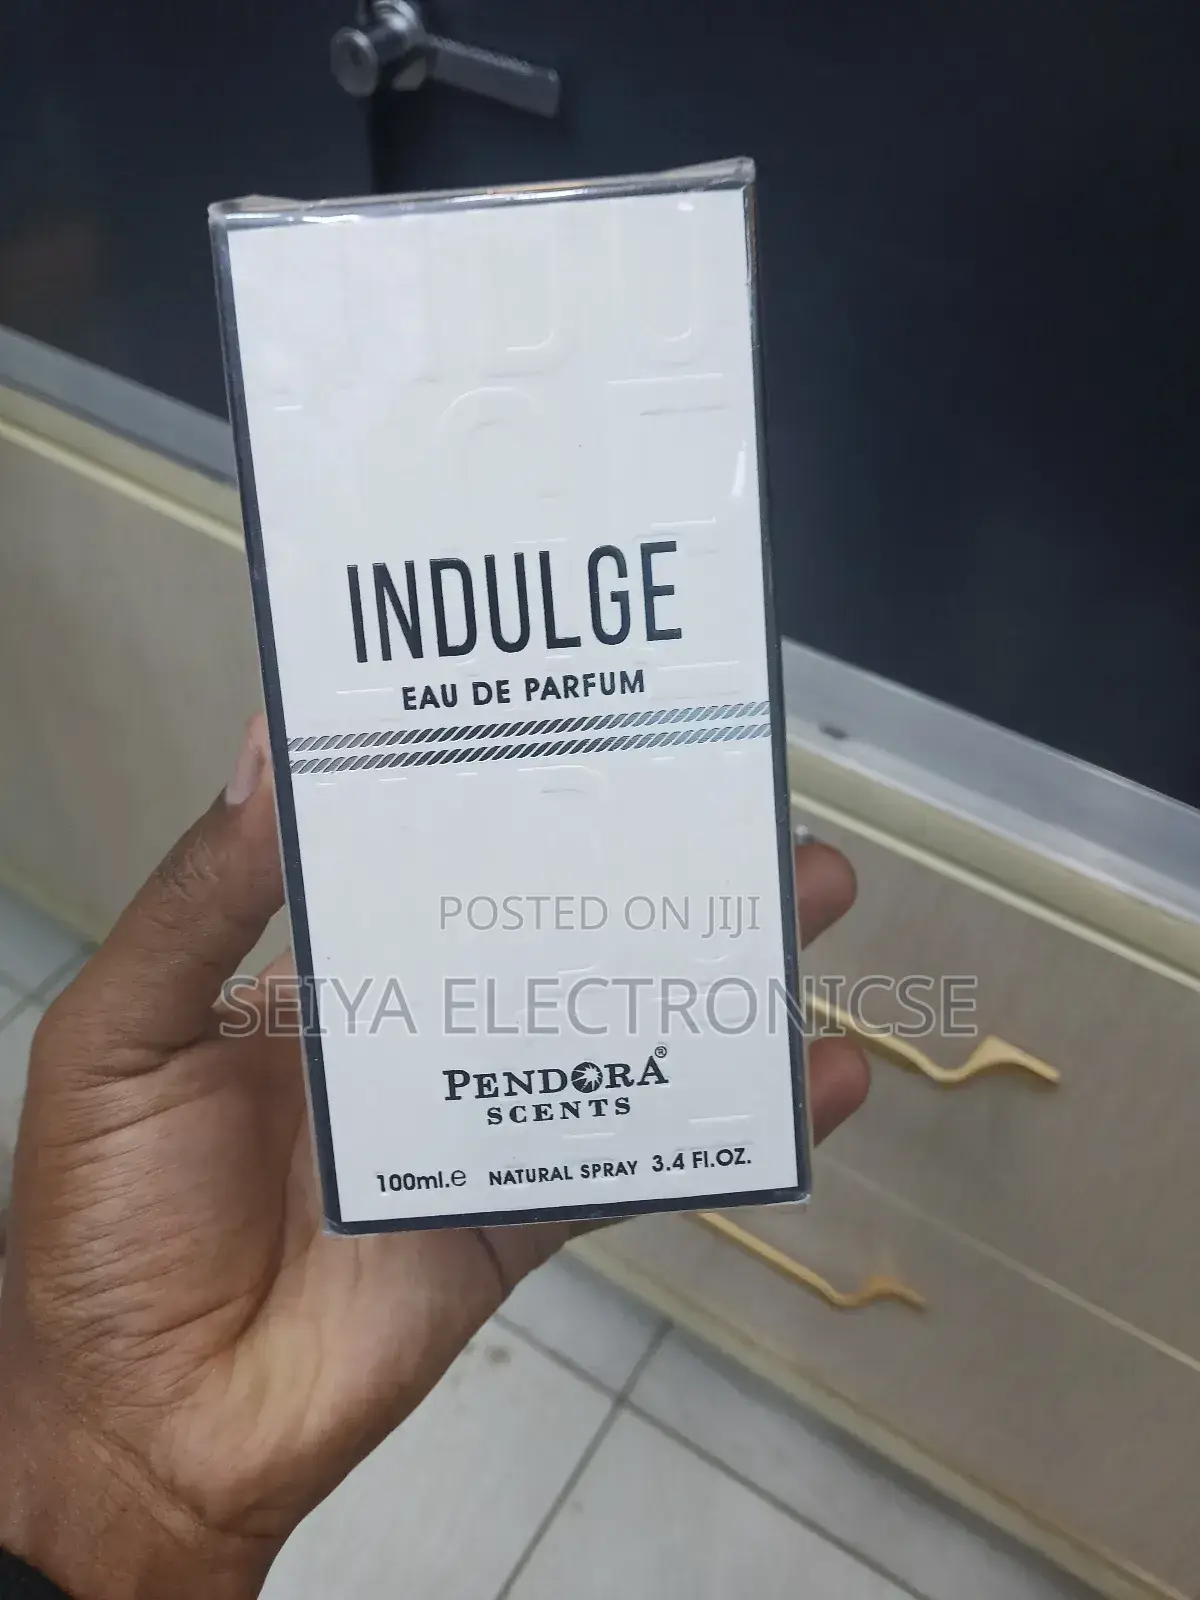 INDULGE
EAU DE PARFUM
POSTED ON JIJI
SEIYA ELECTRONICSE
PENDORA®
SCENTS
100ml.e NATURAL SPRAY 3.4 Fl.OZ.